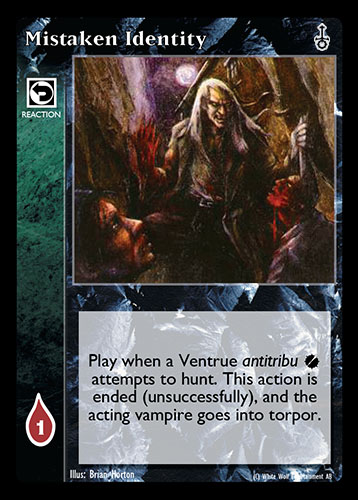 Mistaken Identity
REACTION
Play when a Ventrue antitribu
attempts to hunt. This action is
ended (unsuccessfully), and the
acting vampire goes into torpor.
1
Illus: Brian Horton
(C) White Wolf Entertainment AB